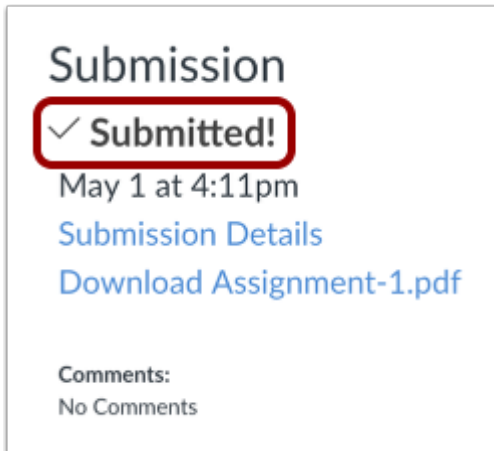 Submission
✓ Submitted!
May 1 at 4:11pm
Submission Details
Download Assignment-1.pdf
Comments:
No Comments